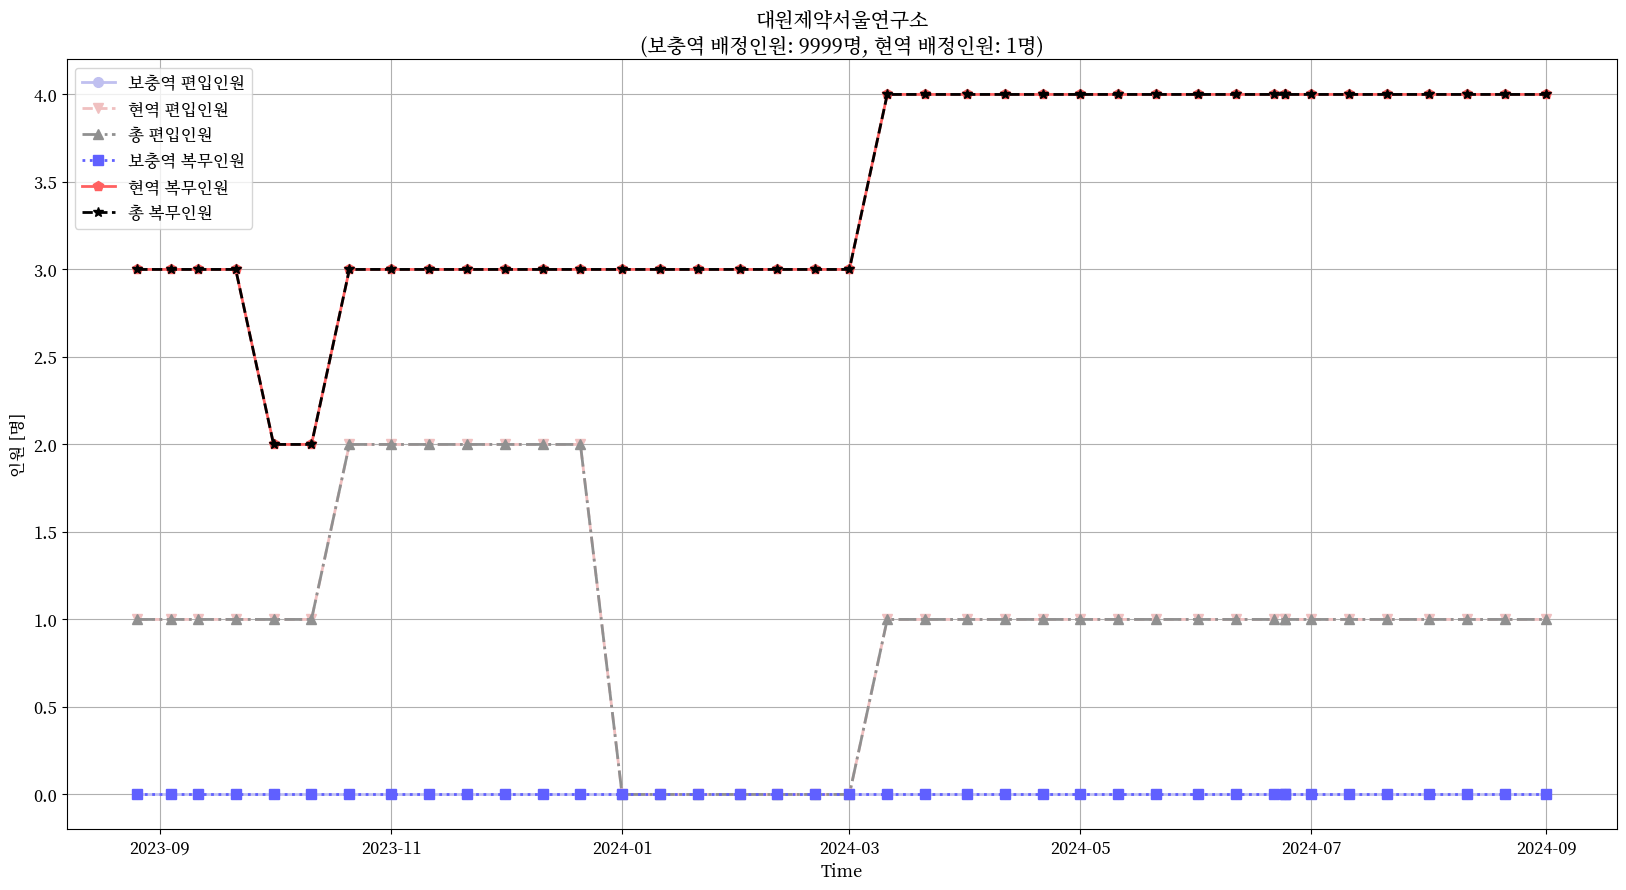 대원제약서울연구소
(보충역 배정인원: 9999명, 현역 배정인원: 1명)
보충역 편입인원
현역 편입인원
총 편입인원
보충역 복무인원
현역 복무인원
총 복무인원
인원 [명]
4.0
3.5
3.0
2.5
2.0
1.5
1.0
0.5
0.0
2023-09
2023-11
2024-01
2024-03
2024-05
2024-07
2024-09
Time